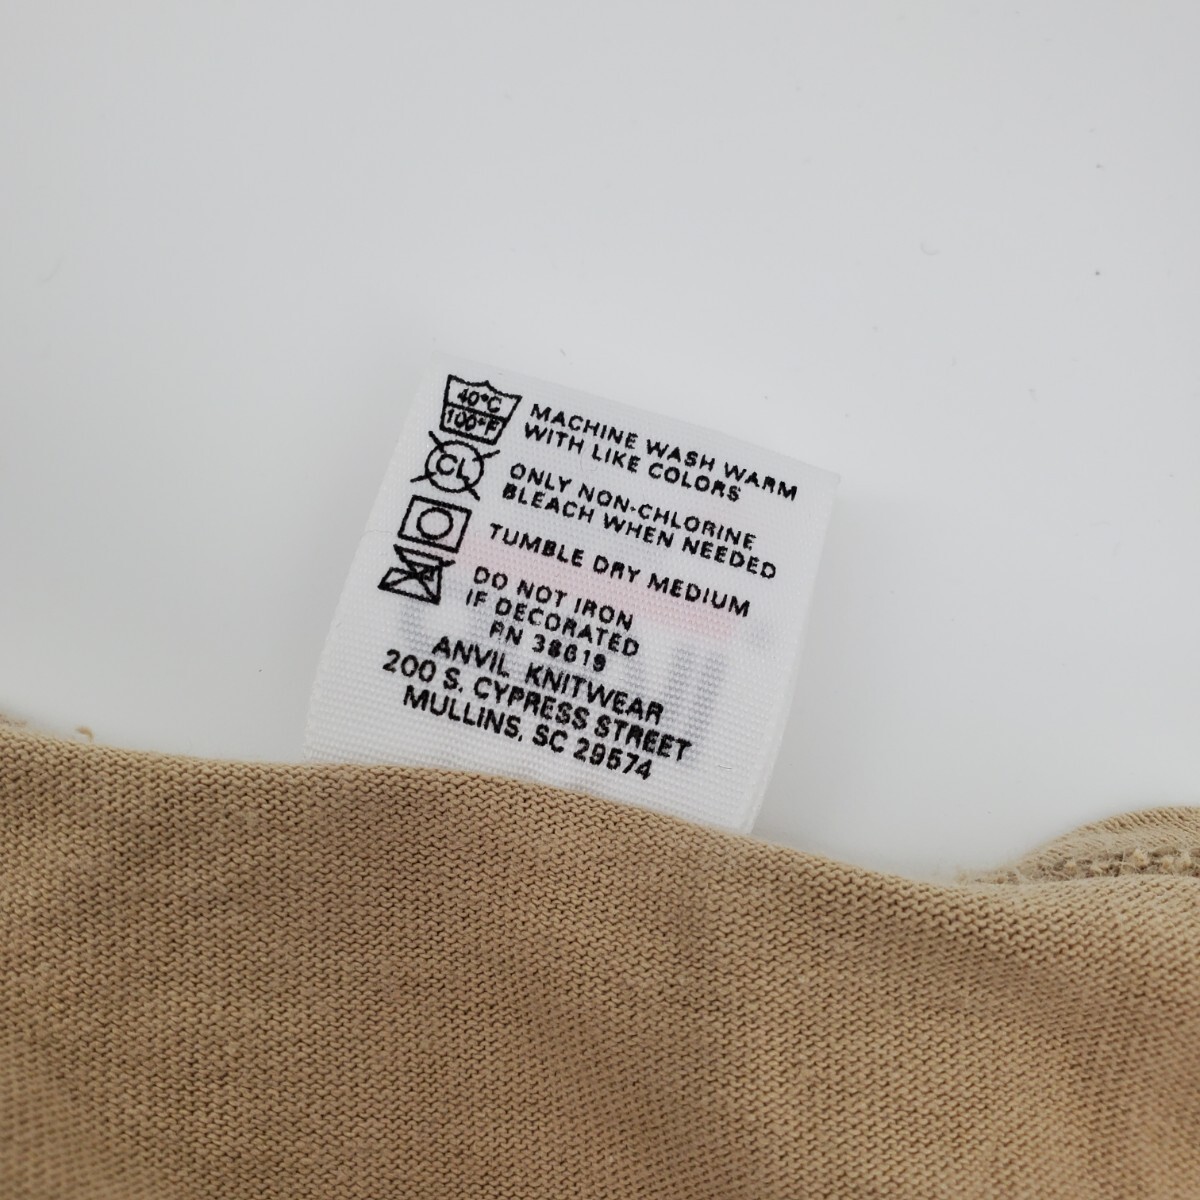 40°C
100°F
MACHINE WASH WARM
WITH LIKE COLORS
CL
ONLY NON-CHLORINE
BLEACH WHEN NEEDED
TUMBLE DRY MEDIUM
DO NOT IRON
IF DECORATED
RN 38619
ANVIL KNITWEAR
200 S. CYPRESS STREET
MULLINS, SC 29574